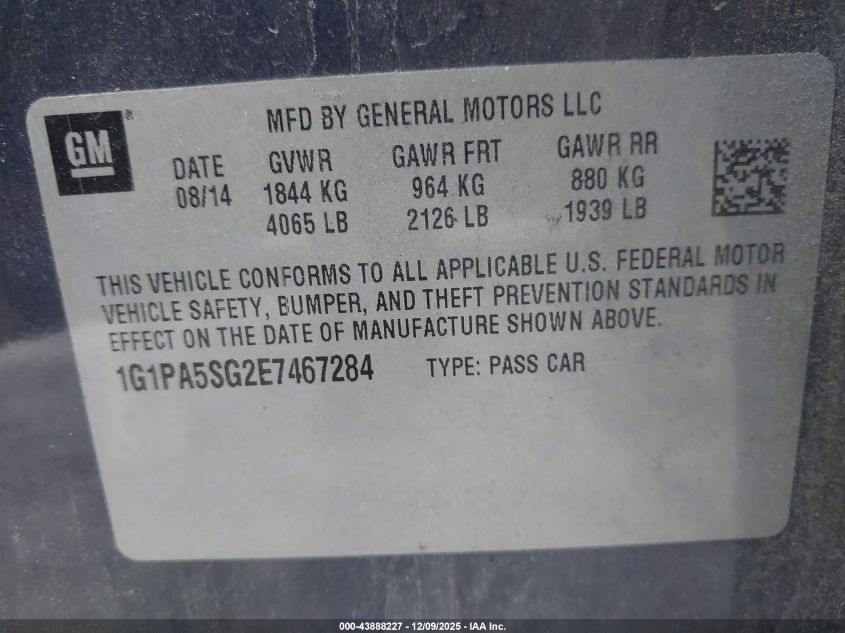 GM®
MFD BY GENERAL MOTORS LLC
DATE GVWR GAWR FRT GAWR RR
08/14 1844 KG 964 KG 880 KG
4065 LB 2126 LB 1939 LB
THIS VEHICLE CONFORMS TO ALL APPLICABLE U.S. FEDERAL MOTOR
VEHICLE SAFETY, BUMPER, AND THEFT PREVENTION STANDARDS IN
EFFECT ON THE DATE OF MANUFACTURE SHOWN ABOVE.
1G1PA5SG2E7467284 TYPE: PASS CAR
000-43888227 - 12/09/2025 - IAA Inc.